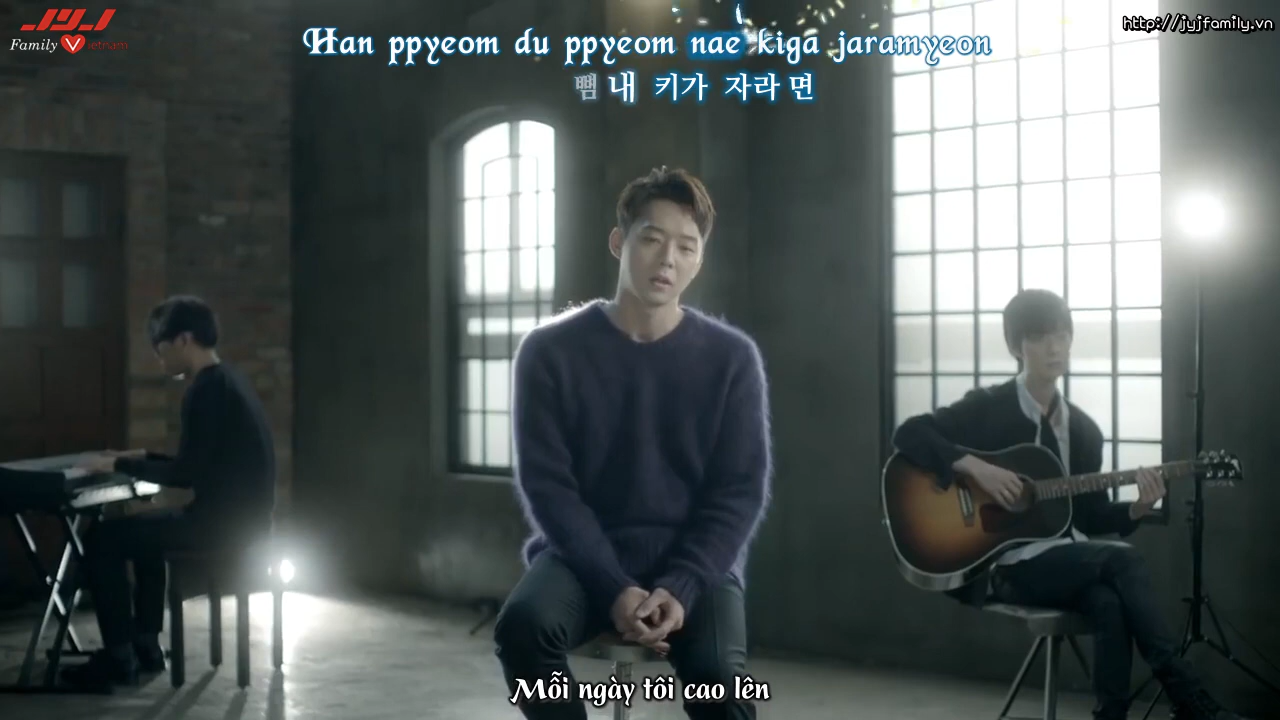 JYJ
Family Vietnam
http://jyjfamily.vn
Han ppyeom du ppyeom nae kiga jaramyeon
뼘 내 키가 자라면
Mỗi ngày tôi cao lên